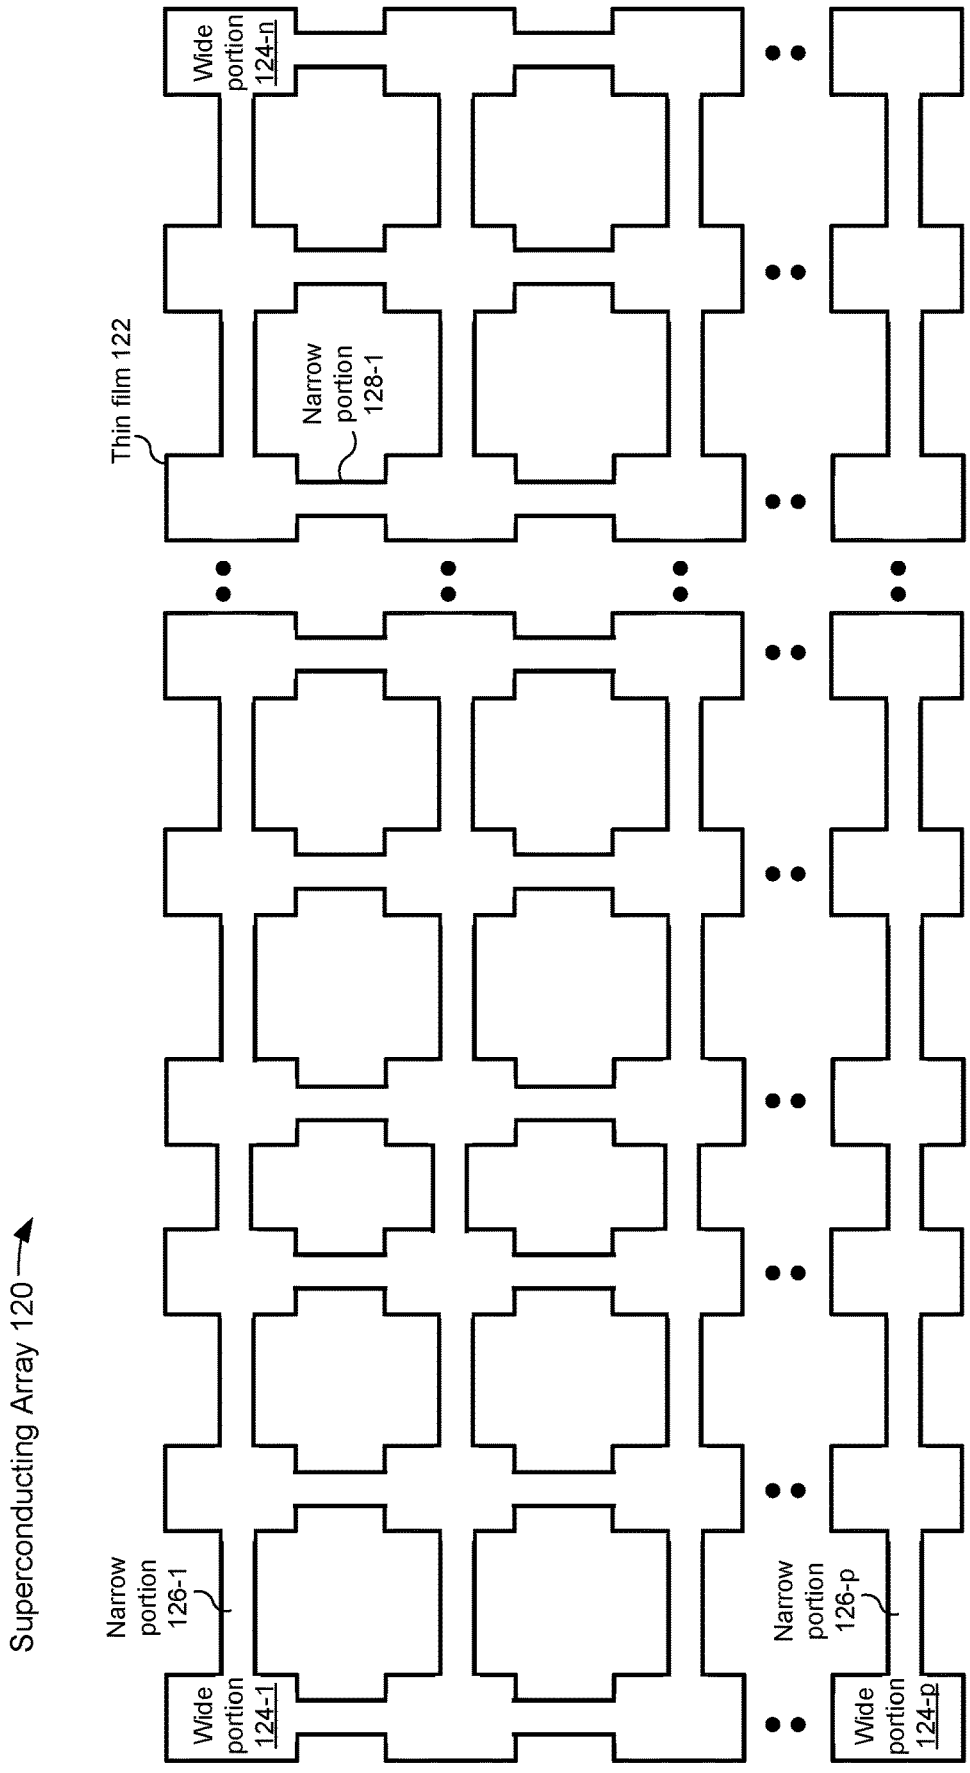 Superconducting Array 120
Wide
portion
124-1
Narrow
portion
126-1
Thin film 122
Narrow
portion
128-1
Wide
portion
124-n
Wide
portion
124-p
Narrow
portion
126-p